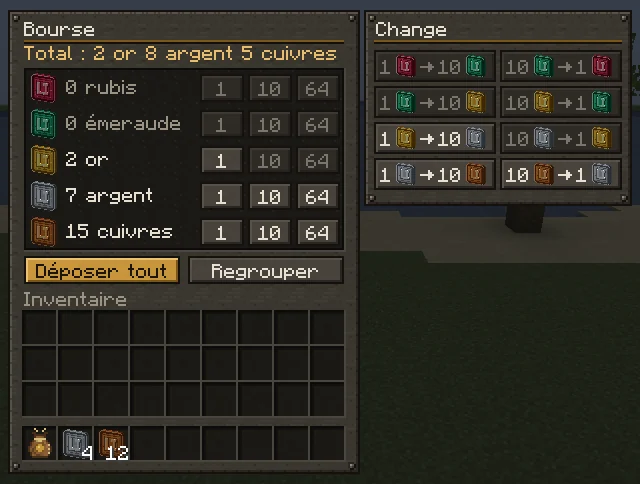 Bourse
Total : 2 or 8 argent 5 cuivres
0 rubis 1 10 64
0 émeraude 1 10 64
2 or 1 10 64
7 argent 1 10 64
15 cuivres 1 10 64
Déposer tout Regrouper
Inventaire
4 12
Change
1 → 10 10 → 1
1 → 10 10 → 1
1 → 10 10 → 1
1 → 10 10 → 1